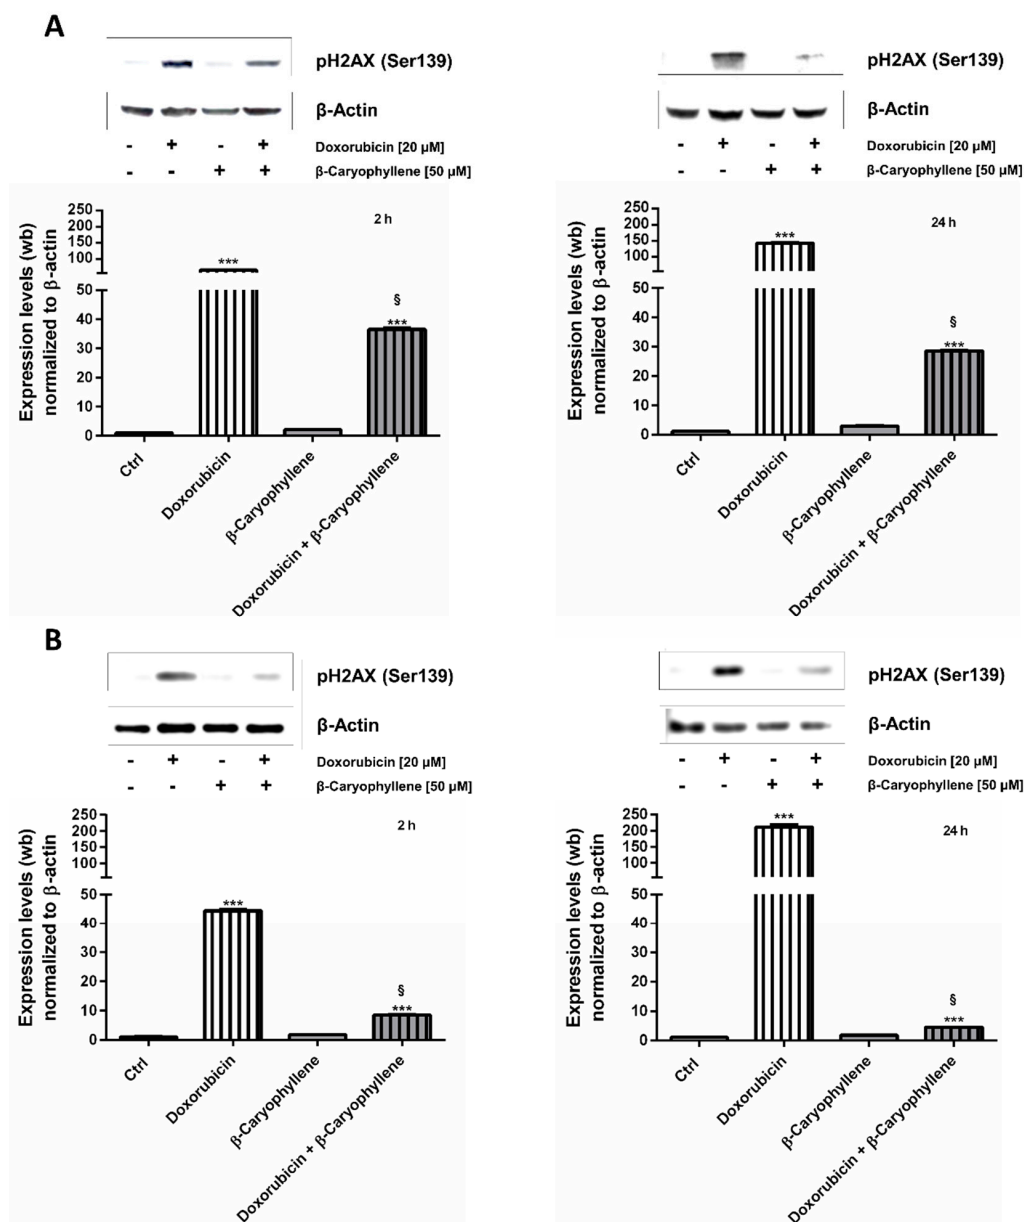 A
pH2AX (Ser139)
β-Actin
- + - + Doxorubicin [20 µM]
- - + + β-Caryophyllene [50 µM]
Expression levels (wb)
normalized to β-actin
250
200
150
100
50
40
30
20
10
0
2 h
***
§
***
Ctrl
Doxorubicin
β-Caryophyllene
Doxorubicin + β-Caryophyllene
pH2AX (Ser139)
β-Actin
- + - + Doxorubicin [20 µM]
- - + + β-Caryophyllene [50 µM]
Expression levels (wb)
normalized to β-actin
250
200
150
100
50
40
30
20
10
0
24 h
***
§
***
Ctrl
Doxorubicin
β-Caryophyllene
Doxorubicin + β-Caryophyllene
B
pH2AX (Ser139)
β-Actin
- + - + Doxorubicin [20 µM]
- - + + β-Caryophyllene [50 µM]
Expression levels (wb)
normalized to β-actin
250
200
150
100
50
40
30
20
10
0
2 h
***
§
***
Ctrl
Doxorubicin
β-Caryophyllene
Doxorubicin + β-Caryophyllene
pH2AX (Ser139)
β-Actin
- + - + Doxorubicin [20 µM]
- - + + β-Caryophyllene [50 µM]
Expression levels (wb)
normalized to β-actin
250
200
150
100
50
40
30
20
10
0
24 h
***
§
***
Ctrl
Doxorubicin
β-Caryophyllene
Doxorubicin + β-Caryophyllene